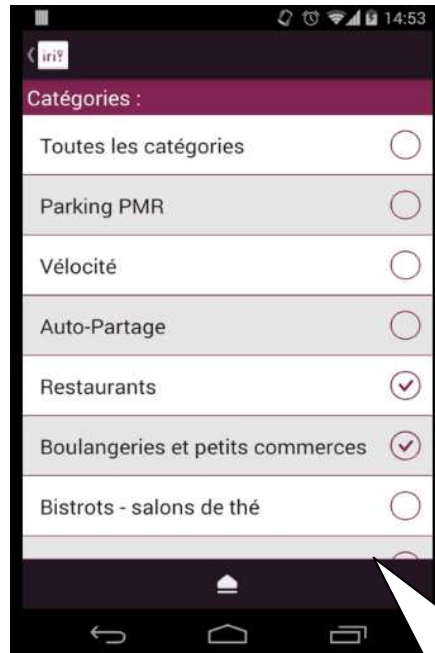 14:53
iri?
Catégories :
Toutes les catégories
Parking PMR
Vélocité
Auto-Partage
Restaurants
Boulangeries et petits commerces
Bistrots - salons de thé